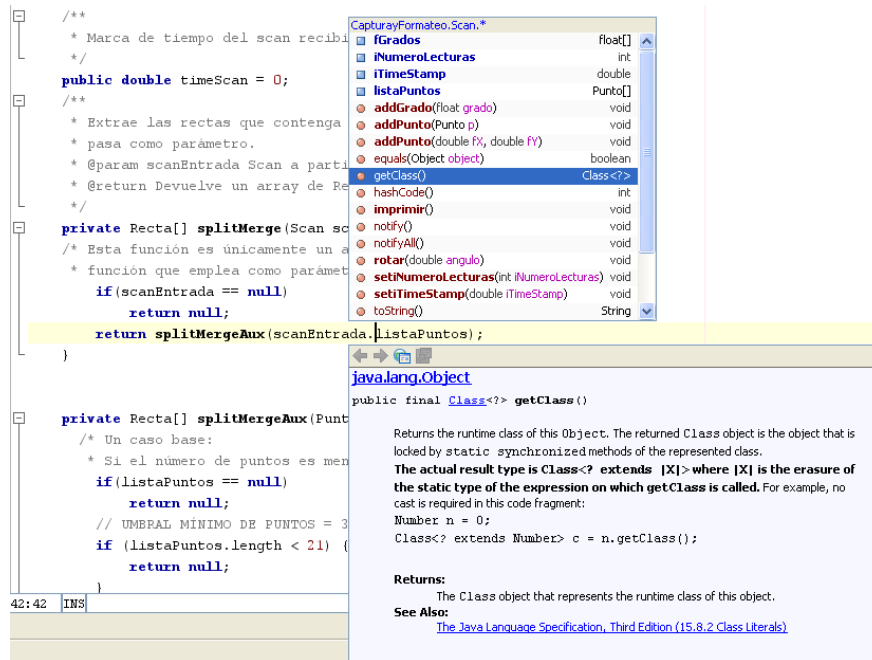 /**
* Marca de tiempo del scan recibi
*/
public double timeScan = 0;
/**
* Extrae las rectas que contenga
* pasa como parámetro.
* @param scanEntrada Scan a parti
* @return Devuelve un array de Re
*/
private Recta[] splitMerge(Scan sc
/* Esta función es únicamente un a
* función que emplea como parámet
if(scanEntrada == null)
return null;
return splitMergeAux(scanEntrada.listaPuntos);
}
private Recta[] splitMergeAux(Punt
/* Un caso base:
* Si el número de puntos es men
if(listaPuntos == null)
return null;
// UMBRAL MÍNIMO DE PUNTOS = 3
if (listaPuntos.length < 21) {
return null;
}
42:42 INS
CapturayFormateo.Scan.*
fGrados float[]
iNumeroLecturas int
iTimeStamp double
listaPuntos Punto[]
addGrado(float grado) void
addPunto(Punto p) void
addPunto(double fX, double fY) void
equals(Object object) boolean
getClass() Class<?>
hashCode() int
imprimir() void
notify() void
notifyAll() void
rotar(double angulo) void
setiNumeroLecturas(int iNumeroLecturas) void
setiTimeStamp(double iTimeStamp) void
toString() String
java.lang.Object
public final Class<?> getClass()
Returns the runtime class of this Object. The returned Class object is the object that is
locked by static synchronized methods of the represented class.
The actual result type is Class<? extends |X|> where |X| is the erasure of
the static type of the expression on which getClass is called. For example, no
cast is required in this code fragment:
Number n = 0;
Class<? extends Number> c = n.getClass();
Returns:
The Class object that represents the runtime class of this object.
See Also:
The Java Language Specification, Third Edition (15.8.2 Class Literals)